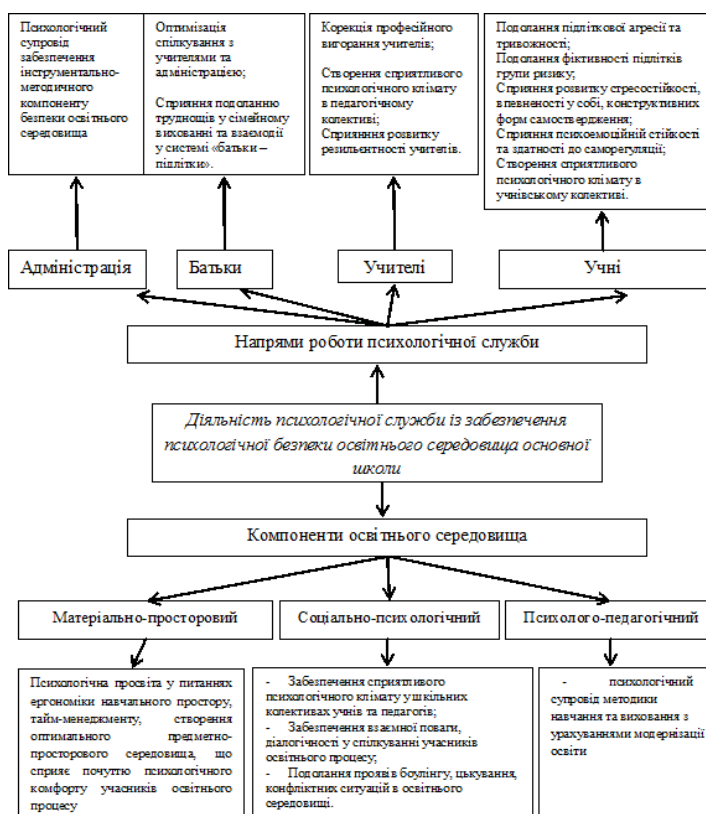 Психологічний
супровід
забезпечення
інструментально-
методичного
компоненту
безпеки освітнього
середовища
Оптимізація
спілкування з
учителями та
адміністрацією;
Сприяння подоланню
труднощів у сімейному
вихованні та взаємодії
у системі «батьки –
підлітки».
Корекція професійного
вигорання учителів;
Створення сприятливого
психологічного клімату
в педагогічному
колективі;
Сприянння розвитку
резильєнтності учителів.
Подолання підліткової агресії та
тривожності;
Подолання фіктивності підлітків
групи ризику;
Сприяння розвитку стресостійкості,
впевненості у собі, конструктивних
форм самоствердження;
Сприяння психоемоційній стійкості
та здатності до саморегуляції;
Створення сприятливого
психологічного клімату в
учнівському колективі.
Адміністрація
Батьки
Учителі
Учні
Напрями роботи психологічної служби
Діяльність психологічної служби із забезпечення
психологічної безпеки освітнього середовища основної
школи
Компоненти освітнього середовища
Матеріально-просторовий
Соціально-психологічний
Психолого-педагогічний
Психологічна просвіта у питаннях
ергономіки навчального простору,
тайм-менеджменту, створення
оптимального предметно-
просторового середовища, що
сприяє почуттю психологічного
комфорту учасників освітнього
процесу
- Забезпечення сприятливого
психологічного клімату у шкільних
колективах учнів та педагогів;
- Забезпечення взаємної поваги,
діалогічності у спілкуванні учасників
освітнього процесу;
- Подолання проявів боулінгу, цькування,
конфліктних ситуацій в освітнього
середовищі.
- психологічний
супровід методики
навчання та виховання з
урахуваннями модернізації
освіти